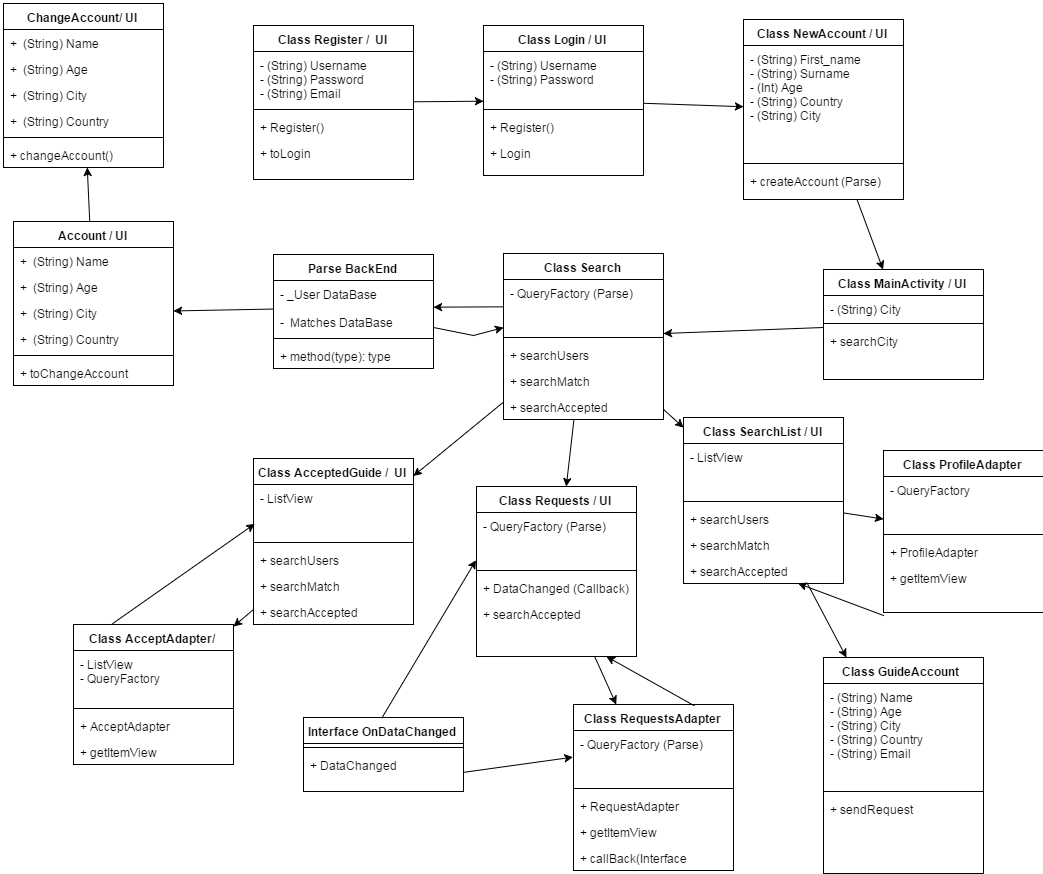 ChangeAccount/ UI
+ (String) Name
+ (String) Age
+ (String) City
+ (String) Country
+ changeAccount()
Class Register / UI
- (String) Username
- (String) Password
- (String) Email
+ Register()
+ toLogin
Class Login / UI
- (String) Username
- (String) Password
+ Register()
+ Login
Class NewAccount / UI
- (String) First_name
- (String) Surname
- (Int) Age
- (String) Country
- (String) City
+ createAccount (Parse)
Account / UI
+ (String) Name
+ (String) Age
+ (String) City
+ (String) Country
+ toChangeAccount
Parse BackEnd
- _User DataBase
- Matches DataBase
+ method(type): type
Class Search
- QueryFactory (Parse)
+ searchUsers
+ searchMatch
+ searchAccepted
Class MainActivity / UI
- (String) City
+ searchCity
Class AcceptedGuide / UI
- ListView
+ searchUsers
+ searchMatch
+ searchAccepted
Class Requests / UI
- QueryFactory (Parse)
+ DataChanged (Callback)
+ searchAccepted
Class SearchList / UI
- ListView
+ searchUsers
+ searchMatch
+ searchAccepted
Class ProfileAdapter
- QueryFactory
+ ProfileAdapter
+ getItemView
Class AcceptAdapter/
- ListView
- QueryFactory
+ AcceptAdapter
+ getItemView
Interface OnDataChanged
+ DataChanged
Class RequestsAdapter
- QueryFactory (Parse)
+ RequestAdapter
+ getItemView
+ callBack(Interface
Class GuideAccount
- (String) Name
- (String) Age
- (String) City
- (String) Country
- (String) Email
+ sendRequest